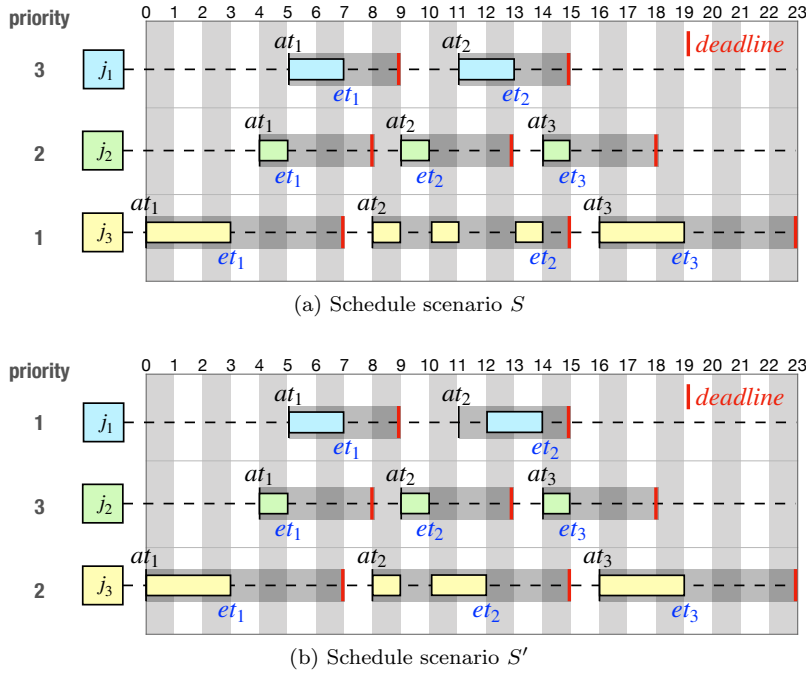 0 1 2 3 4 5 6 7 8 9 10 11 12 13 14 15 16 17 18 19 20 21 22 23
priority
at1 at2 deadline
3 j1
et1 et2
at1 at2 at3
2 j2
et1 et2 et3
at1 at2 at3
1 j3
et1 et2 et3
(a) Schedule scenario S
0 1 2 3 4 5 6 7 8 9 10 11 12 13 14 15 16 17 18 19 20 21 22 23
priority
at1 at2 deadline
1 j1
et1 et2
at1 at2 at3
3 j2
et1 et2 et3
at1 at2 at3
2 j3
et1 et2 et3
(b) Schedule scenario S′